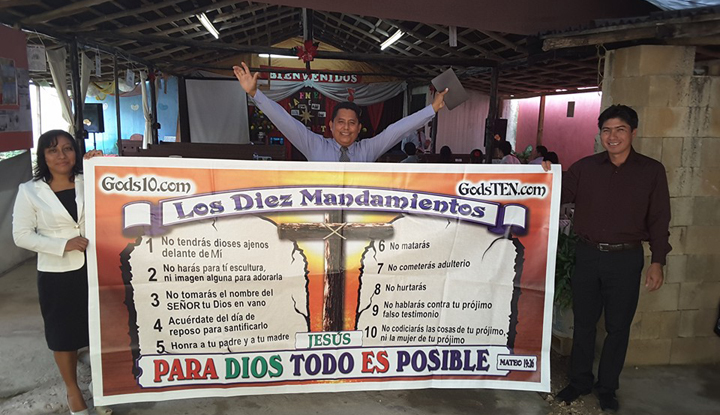 BIENVENIDOS
Gods10.com
GodsTEN.com
Los Diez Mandamientos
1 No tendrás dioses ajenos
delante de Mi
2 No harás para tí escultura,
ni imagen alguna para adorarla
3 No tomarás el nombre del
SEÑOR tu Dios en vano
4 Acuérdate del día de
reposo para santificarlo
5 Honra a tu padre y a tu madre
6 No matarás
7 No cometerás adulterio
8 No hurtarás
9 No hablarás contra tu prójimo
falso testimonio
10 No codiciarás las cosas de tu prójimo,
ni la mujer de tu prójimo
JESÚS
PARA DIOS TODO ES POSIBLE